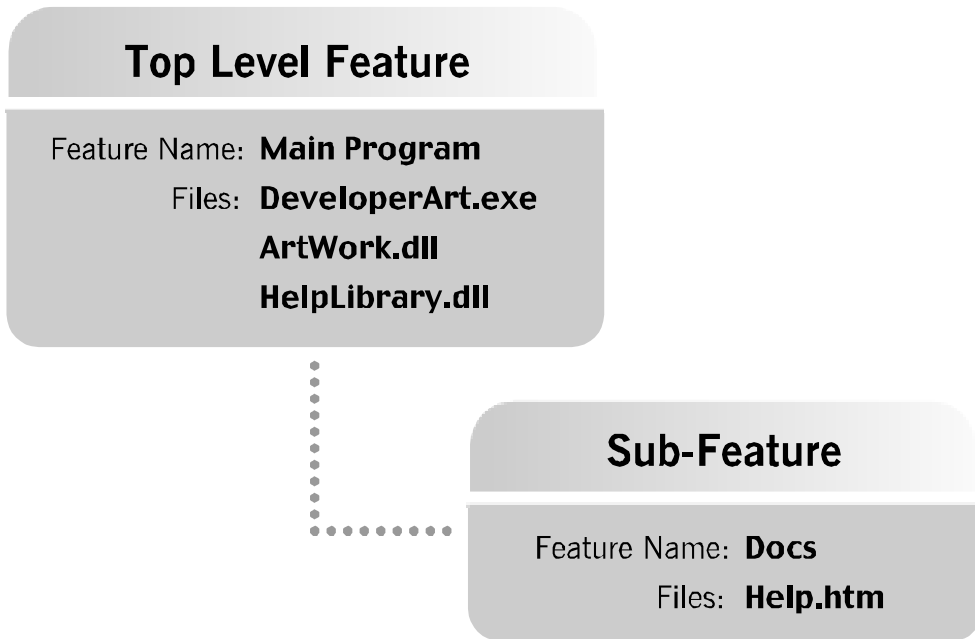 Top Level Feature
Feature Name: Main Program
Files: DeveloperArt.exe
ArtWork.dll
HelpLibrary.dll
Sub-Feature
Feature Name: Docs
Files: Help.htm